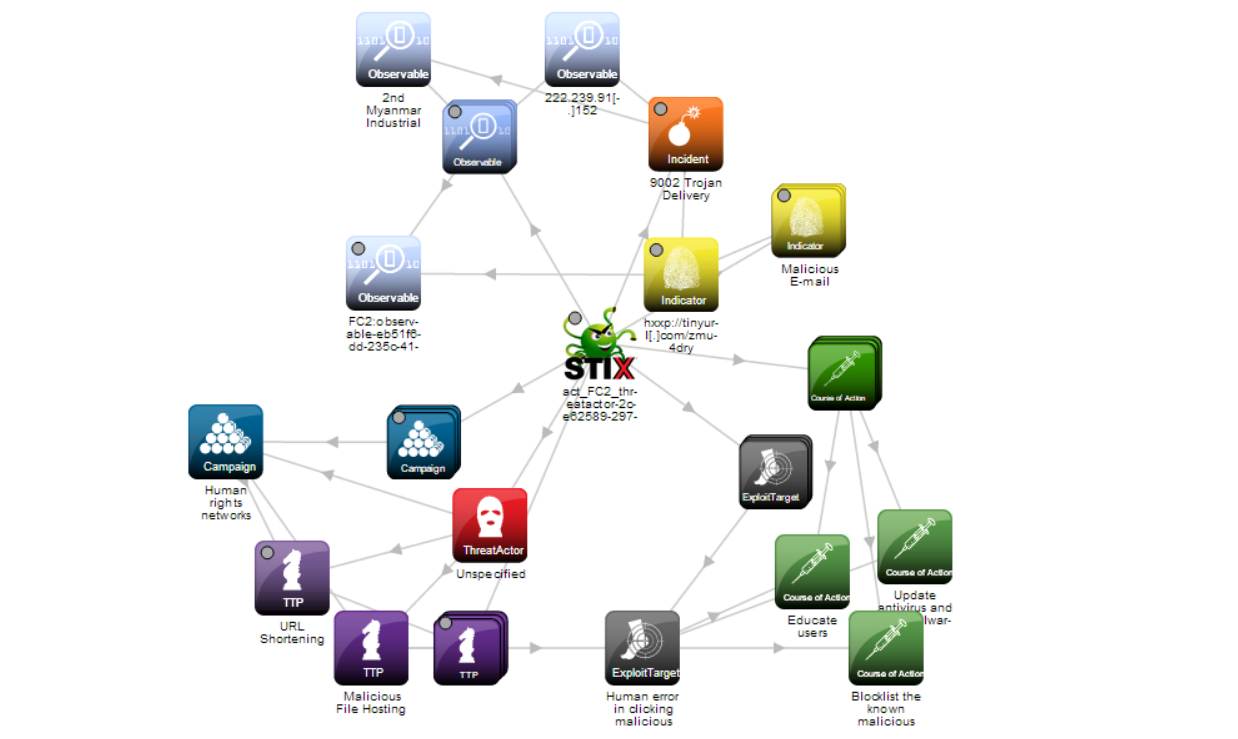 Observable
2nd
Myanmar
Industrial
Observable
222.239.91[-
.]152
Observable
Incident
9002 Trojan
Delivery
Indicator
Malicious
E-mail
Observable
FC2:observ-
able-eb51f6-
dd-235c-41-
Indicator
hxxp://tinyur-
l[.]com/zmu-
4dry
STIX
act_FC2_thr-
eatactor-2c-
e62589-297-
Course of Action
Campaign
Human
rights
networks
Campaign
ExploitTarget
ThreatActor
Unspecified
TTP
URL
Shortening
Course of Action
Educate
users
Course of Action
Update
antivirus and
lwar-
TTP
Malicious
File Hosting
TTP
ExploitTarget
Human error
in clicking
malicious
Course of Action
Blocklist the
known
malicious